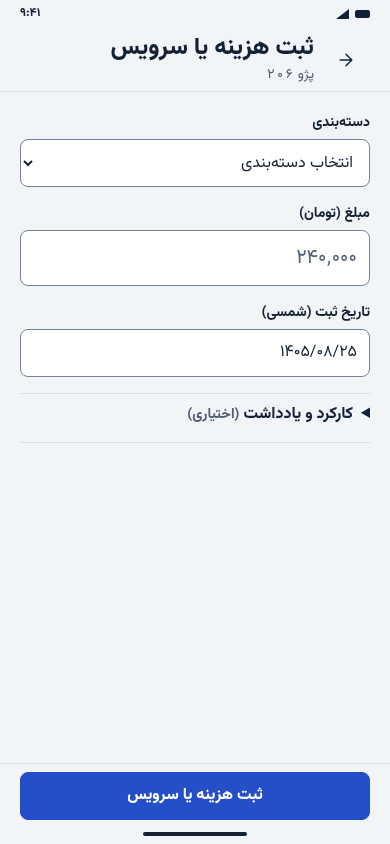 ۹:۴۱
ثبت هزینه یا سرویس
پژو ۲۰۶
دسته‌بندی
انتخاب دسته‌بندی
مبلغ (تومان)
۲۴۰,۰۰۰
تاریخ ثبت (شمسی)
۱۴۰۵/۰۸/۲۵
کارکرد و یادداشت (اختیاری)
ثبت هزینه یا سرویس